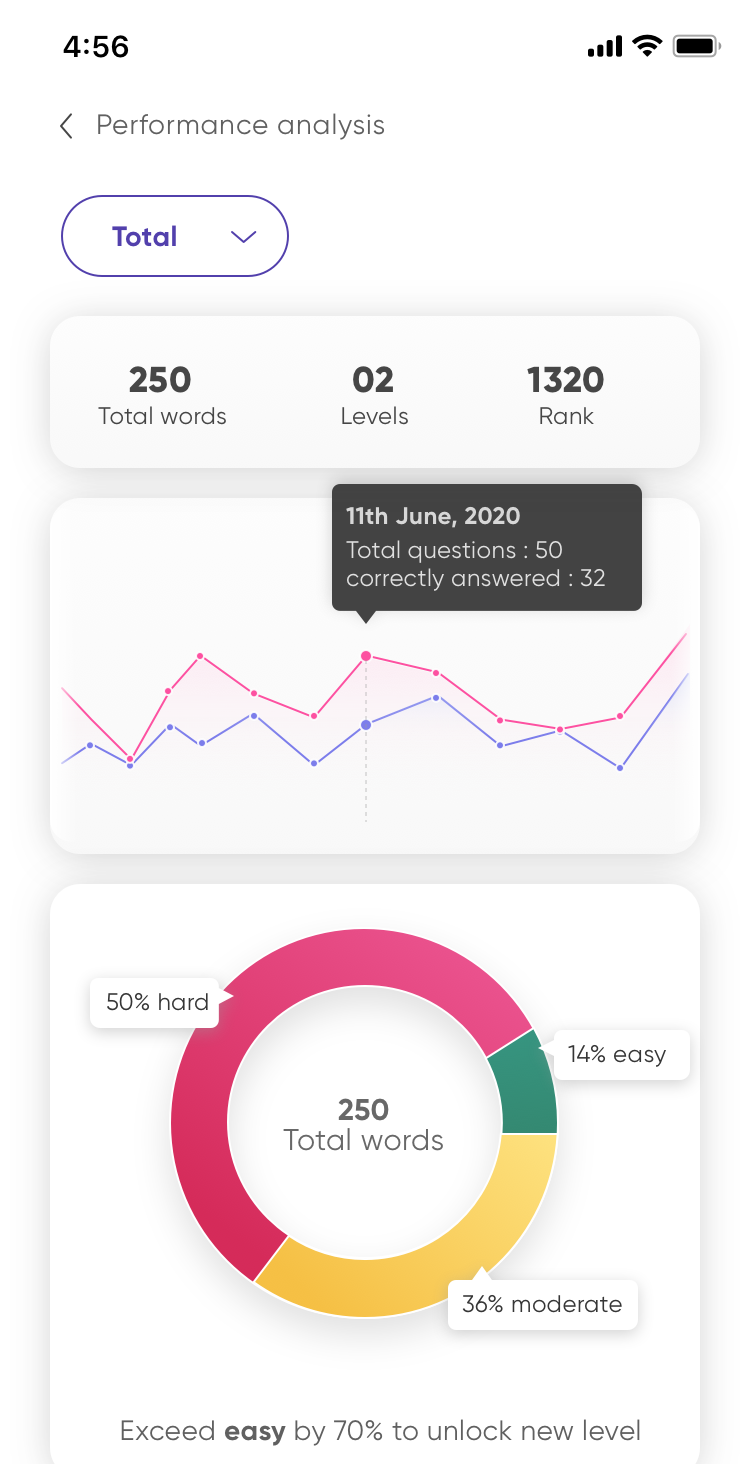 4:56
Performance analysis
Total
250
Total words
02
Levels
1320
Rank
11th June, 2020
Total questions : 50
correctly answered : 32
50% hard
14% easy
250
Total words
36% moderate
Exceed easy by 70% to unlock new level